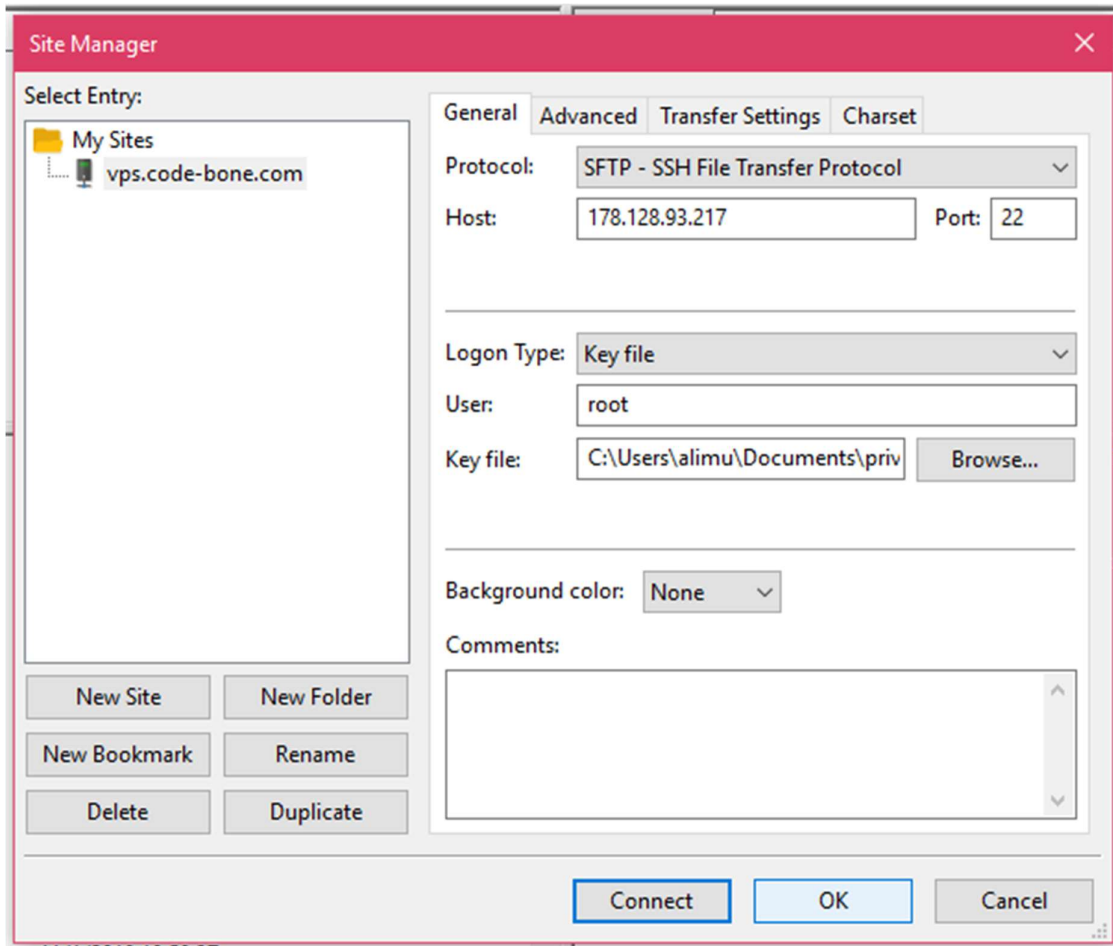 Site Manager
Select Entry:
My Sites
vps.code-bone.com
New Site
New Folder
New Bookmark
Rename
Delete
Duplicate
General
Advanced
Transfer Settings
Charset
Protocol:
SFTP - SSH File Transfer Protocol
Host:
178.128.93.217
Port:
22
Logon Type:
Key file
User:
root
Key file:
C:\Users\alimu\Documents\priv
Browse...
Background color:
None
Comments:
Connect
OK
Cancel